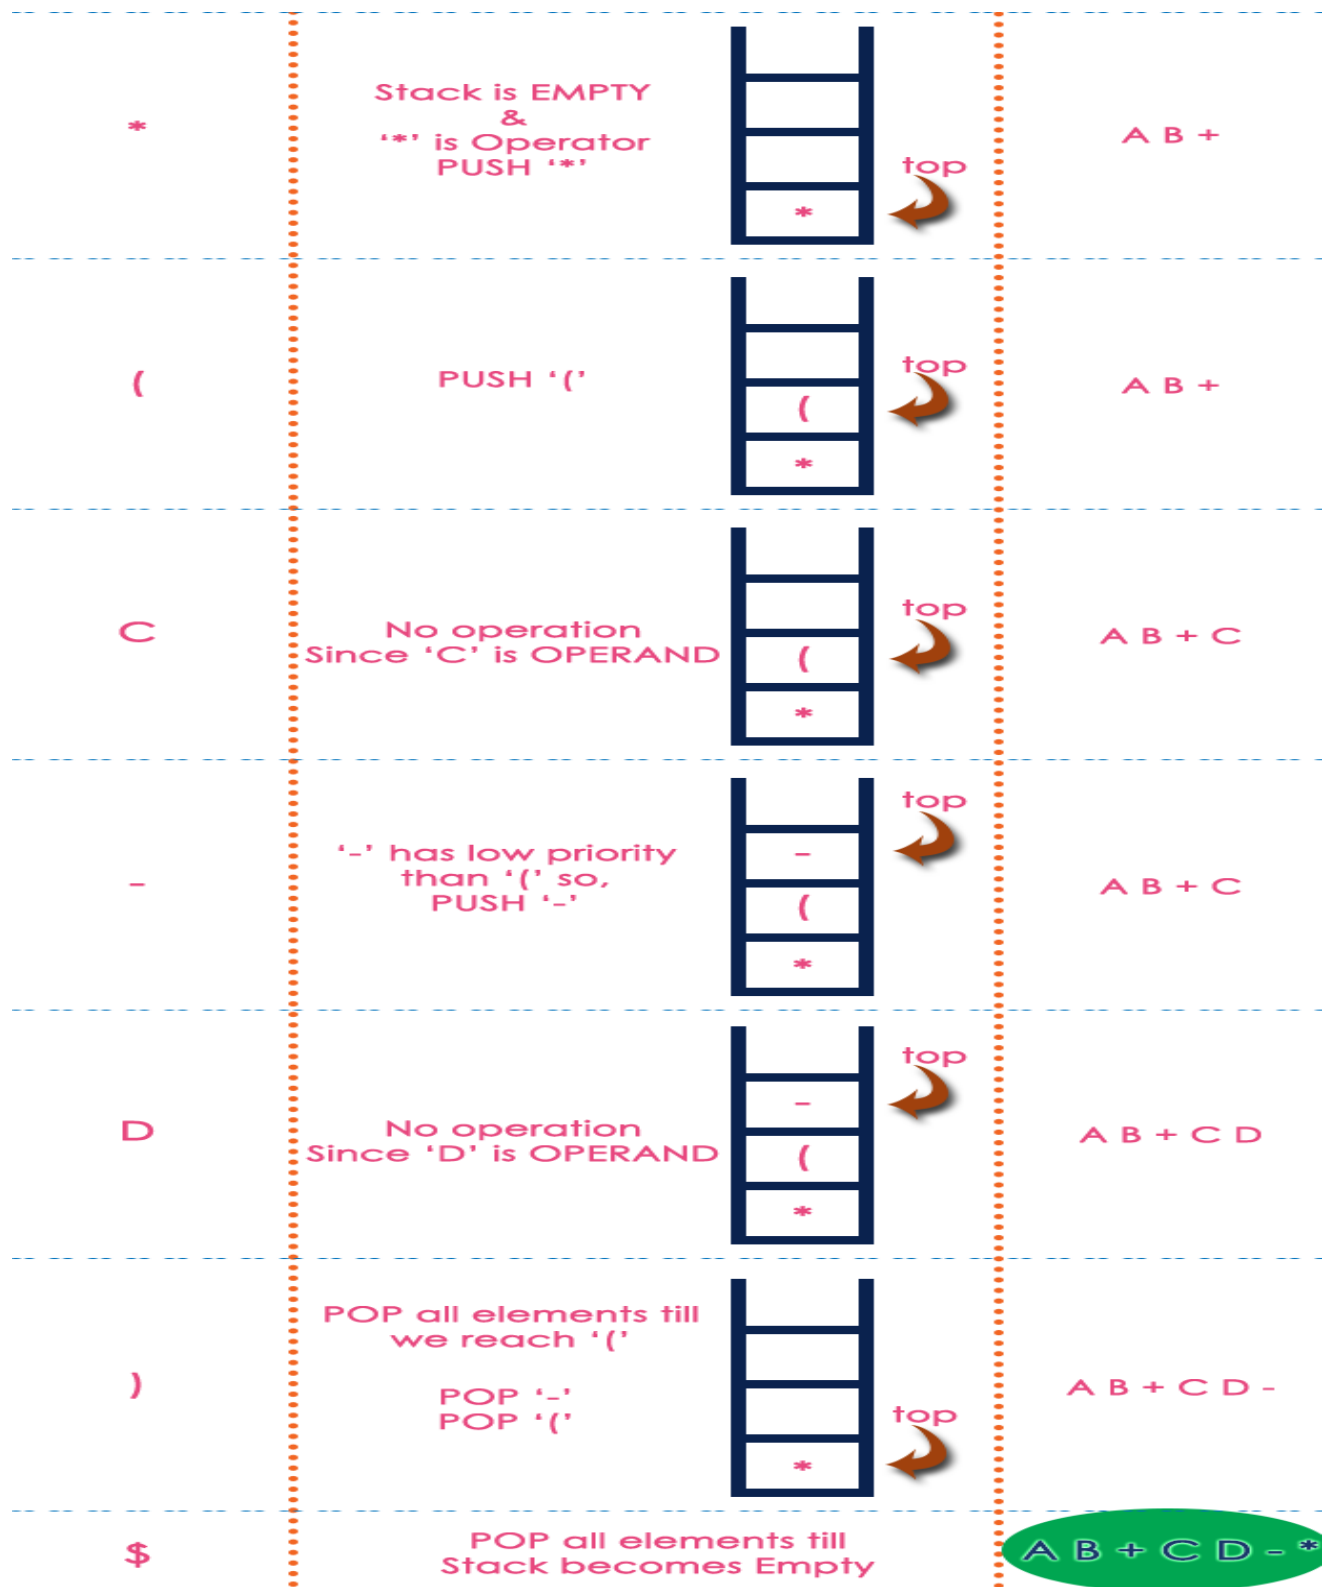 *
Stack is EMPTY
&
‘*’ is Operator
PUSH ‘*’
top
*
A B +
(
PUSH ‘(’
top
(
*
A B +
C
No operation
Since ‘C’ is OPERAND
top
(
*
A B + C
-
‘-’ has low priority
than ‘(’ so,
PUSH ‘-’
top
-
(
*
A B + C
D
No operation
Since ‘D’ is OPERAND
top
-
(
*
A B + C D
)
POP all elements till
we reach ‘(’
POP ‘-’
POP ‘(’
top
*
A B + C D -
$
POP all elements till
Stack becomes Empty
A B + C D - *